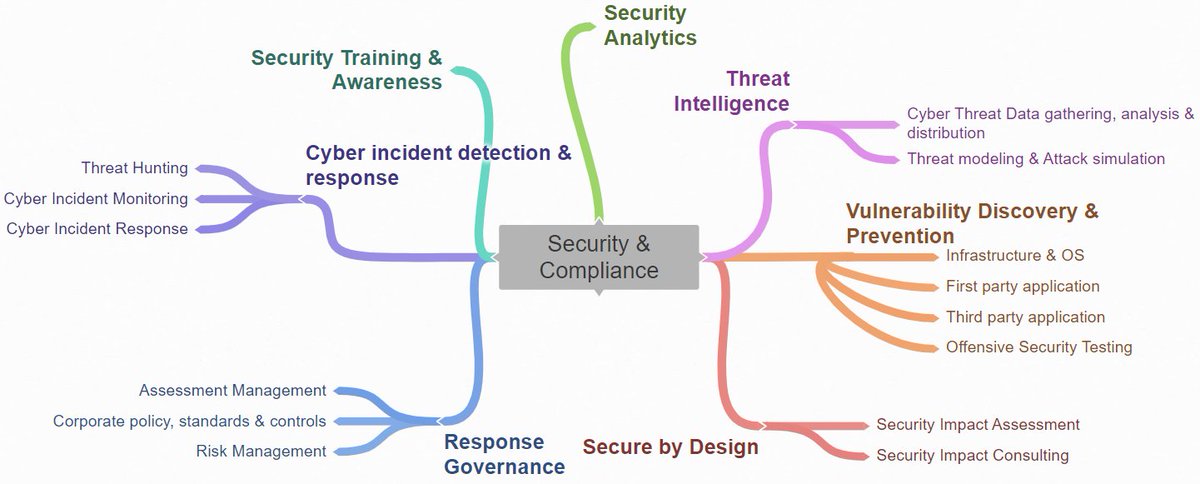 Security
Analytics
Security Training &
Awareness
Threat
Intelligence
Cyber Threat Data gathering, analysis &
distribution
Threat modeling & Attack simulation
Cyber incident detection &
response
Threat Hunting
Cyber Incident Monitoring
Cyber Incident Response
Security &
Compliance
Vulnerability Discovery &
Prevention
Infrastructure & OS
First party application
Third party application
Offensive Security Testing
Assessment Management
Corporate policy, standards & controls
Risk Management
Response
Governance
Secure by Design
Security Impact Assessment
Security Impact Consulting